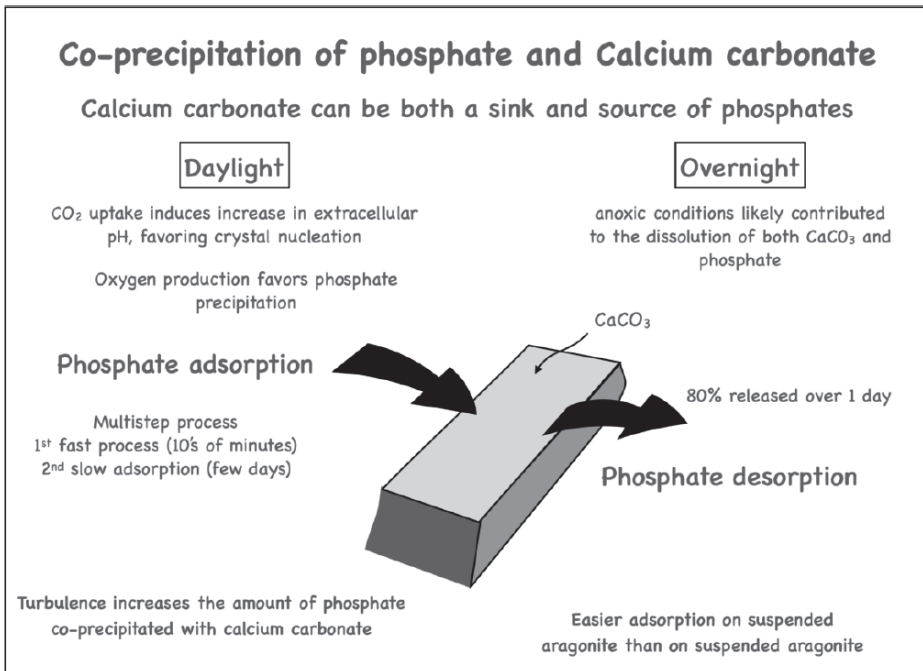 Co-precipitation of phosphate and Calcium carbonate
Calcium carbonate can be both a sink and source of phosphates
Daylight
CO₂ uptake induces increase in extracellular
pH, favoring crystal nucleation
Oxygen production favors phosphate
precipitation
Phosphate adsorption
Multistep process
1st fast process (10's of minutes)
2nd slow adsorption (few days)
Turbulence increases the amount of phosphate
co-precipitated with calcium carbonate
Overnight
anoxic conditions likely contributed
to the dissolution of both CaCO₃ and
phosphate
CaCO₃
80% released over 1 day
Phosphate desorption
Easier adsorption on suspended
aragonite than on suspended aragonite